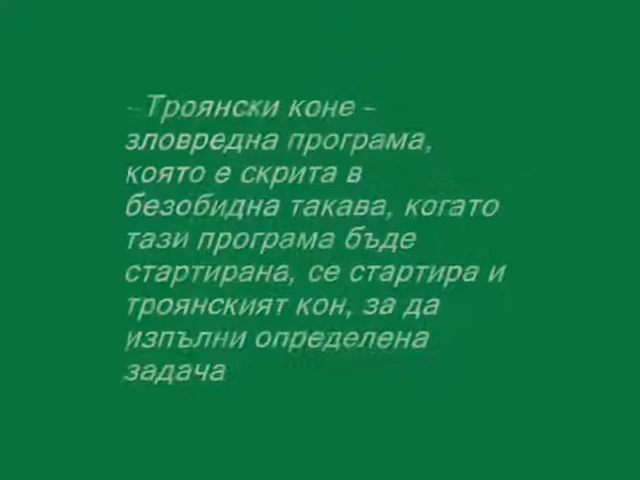 - Троянски коне -
зловредна програма,
която е скрита в
безобидна такава, когато
тази програма бъде
стартирана, се стартира и
троянският кон, за да
изпълни определена
задача